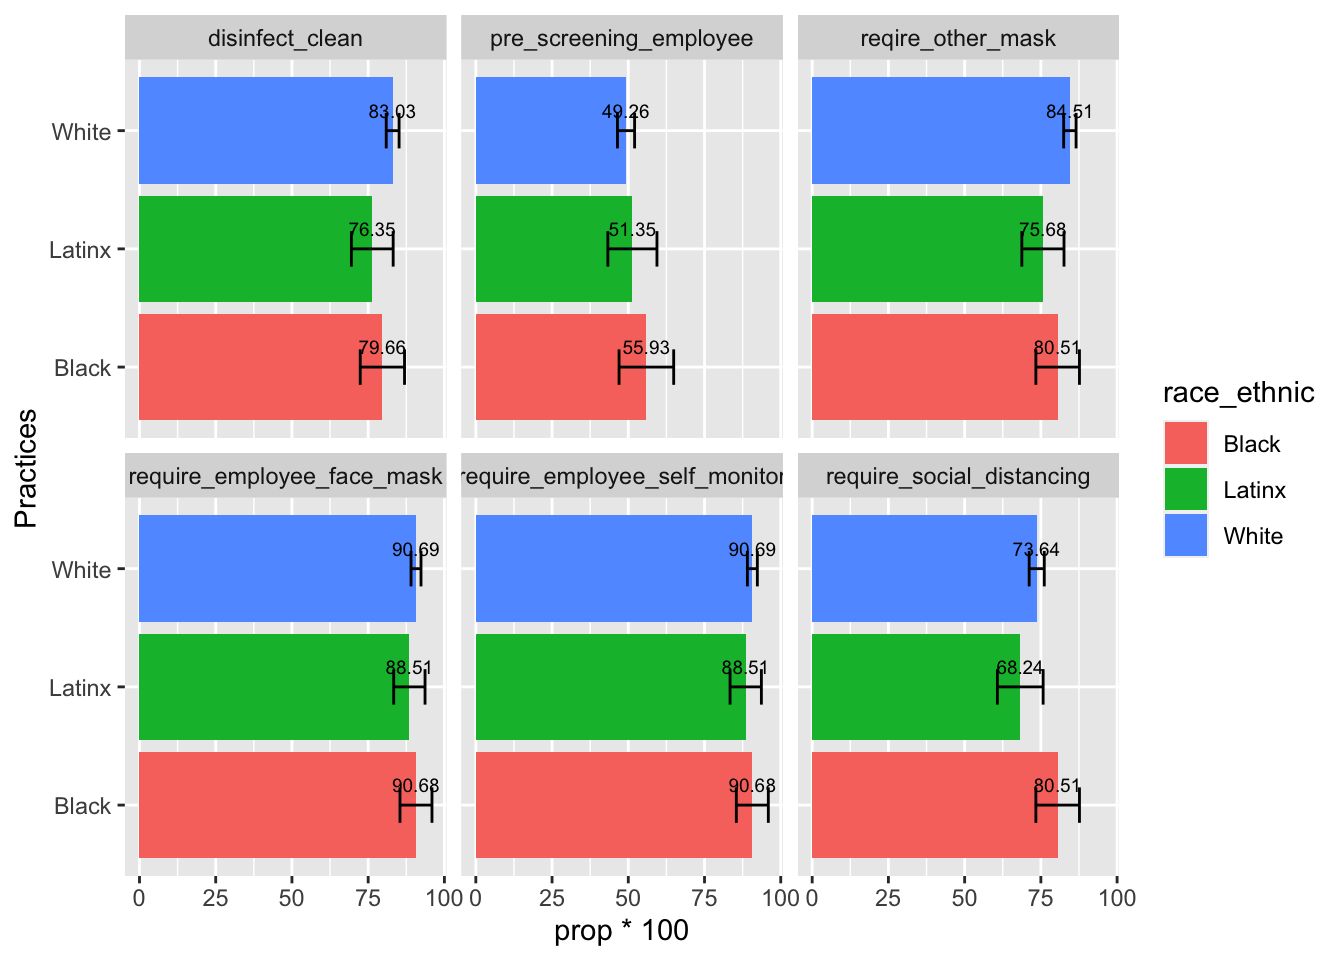 disinfect_clean
pre_screening_employee
reqire_other_mask
White
83.03
49.26
84.51
Latinx
76.35
51.35
75.68
Black
79.66
55.93
80.51
require_employee_face_mask
require_employee_self_monitor
require_social_distancing
White
90.69
90.69
73.64
Latinx
88.51
88.51
68.24
Black
90.68
90.68
80.51
0 25 50 75 100
0 25 50 75 100
0 25 50 75 100
prop * 100
Practices
race_ethnic
Black
Latinx
White